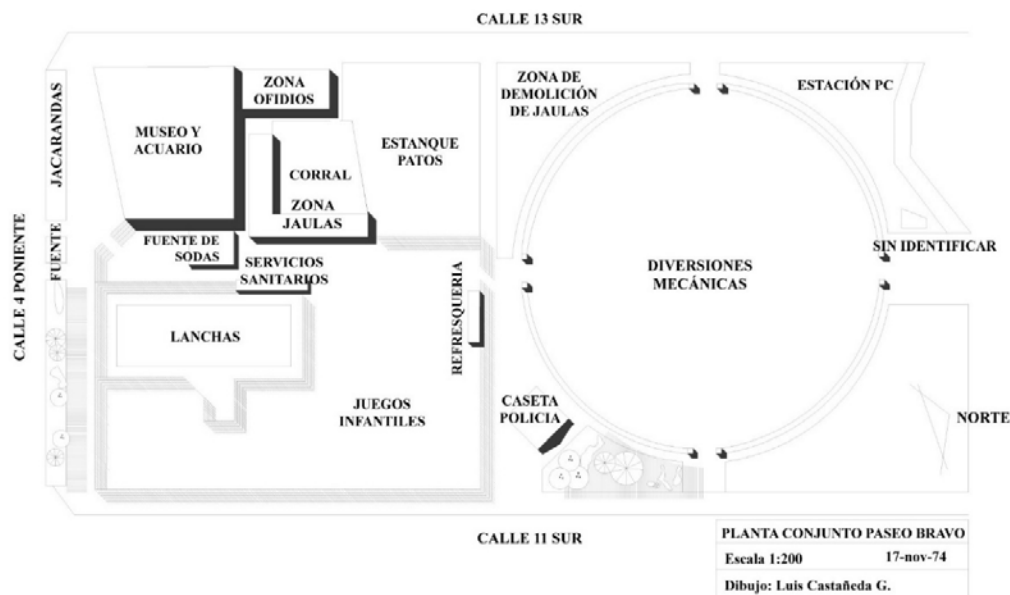 CALLE 13 SUR
ZONA
OFIDIOS
ZONA DE
DEMOLICIÓN
DE JAULAS
ESTACIÓN PC
JACARANDAS
MUSEO Y
ACUARIO
ESTANQUE
PATOS
CORRAL
ZONA
JAULAS
CALLE 4 PONIENTE
FUENTE
FUENTE DE
SODAS
SERVICIOS
SANITARIOS
SIN IDENTIFICAR
DIVERSIONES
MECÁNICAS
LANCHAS
REFRESQUERIA
JUEGOS
INFANTILES
CASETA
POLICIA
NORTE
CALLE 11 SUR
PLANTA CONJUNTO PASEO BRAVO
Escala 1:200 17-nov-74
Dibujo: Luis Castañeda G.